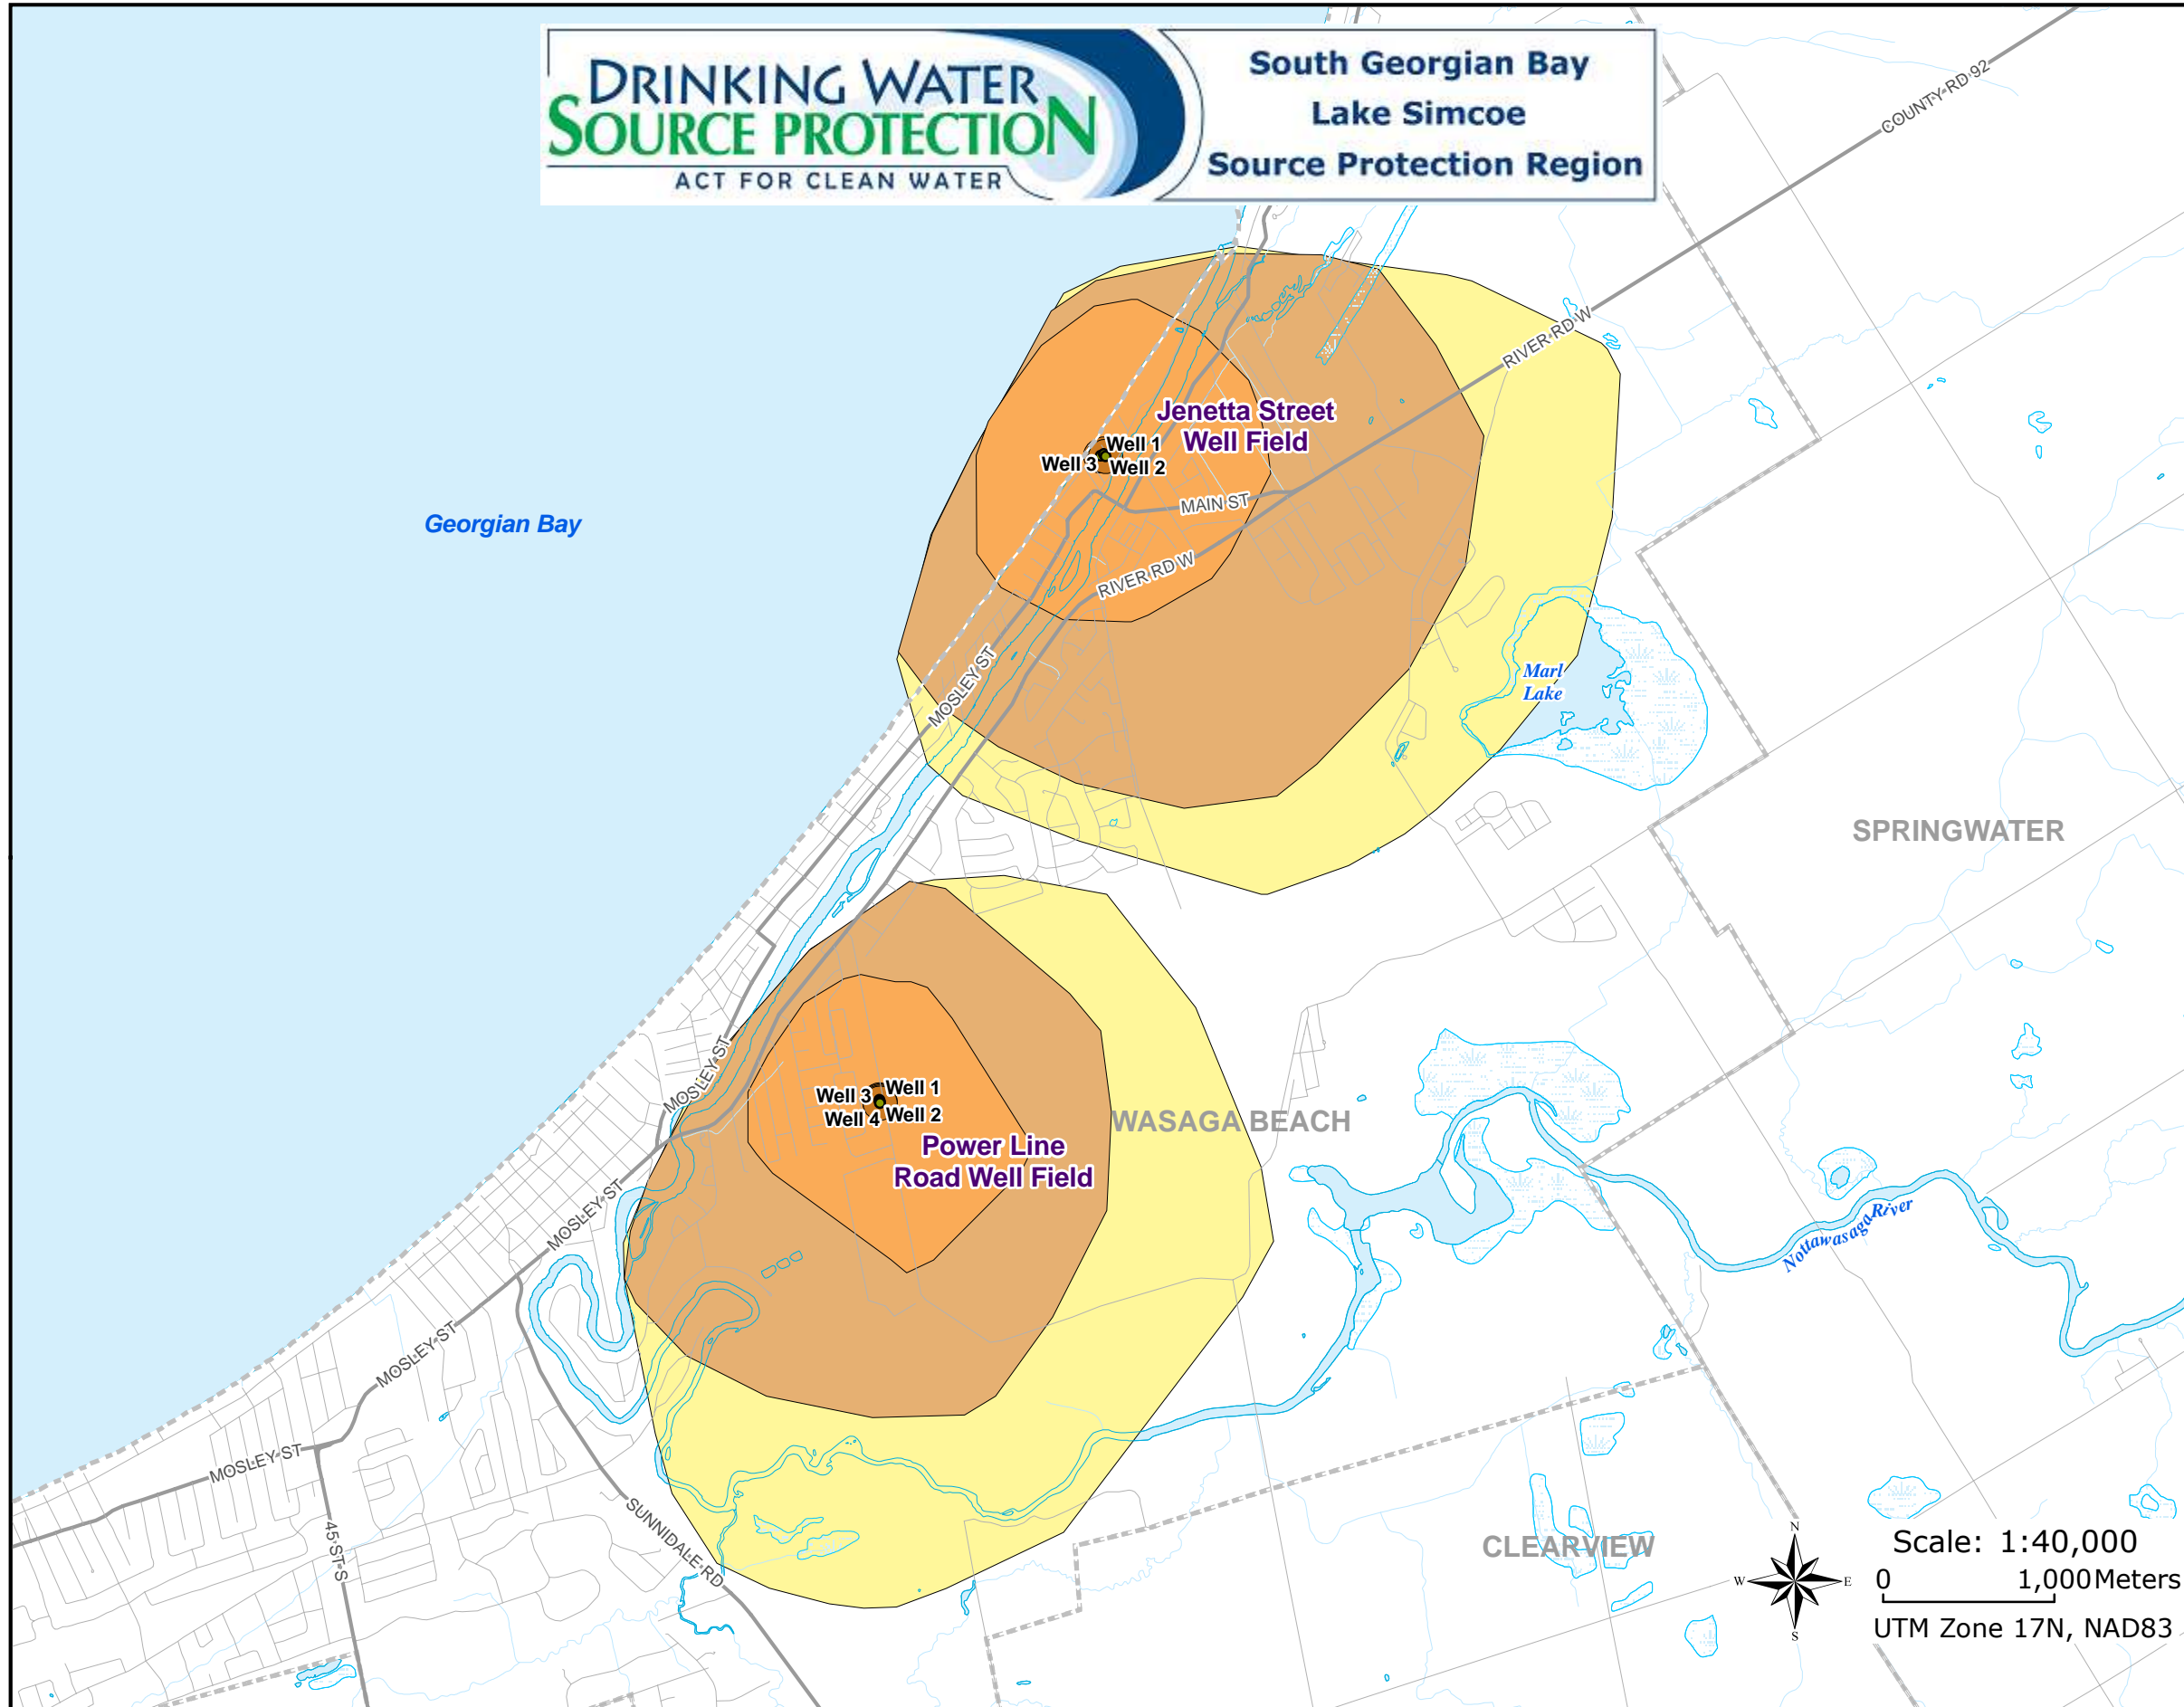 DRINKING WATER
SOURCE PROTECTION
ACT FOR CLEAN WATER
South Georgian Bay
Lake Simcoe
Source Protection Region
COUNTY RD 92
RIVER RD W
Jenetta Street
Well Field
Well 1
Well 3
Well 2
MAIN ST
Georgian Bay
RIVER RD W
MOSLEY ST
Marl
Lake
SPRINGWATER
MOSLEY ST
Well 3
Well 1
Well 4
Well 2
WASAGA BEACH
Power Line
Road Well Field
MOSLEY ST
Nottawasaga River
MOSLEY ST
MOSLEY ST
45 ST S
SUNNIDALE RD
CLEARVIEW
N
W
E
S
Scale: 1:40,000
0 1,000 Meters
UTM Zone 17N, NAD83